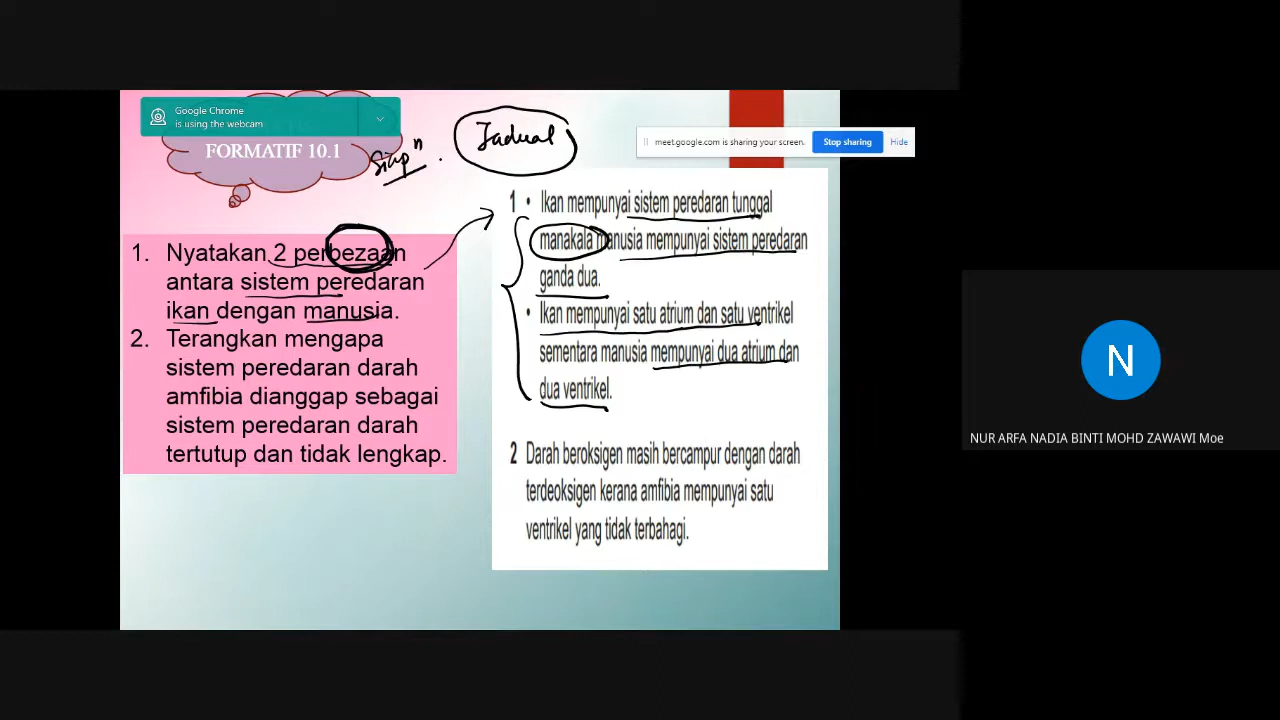 Google Chrome
is using the webcam
FORMATIF 10.1
Jadual
meet.google.com is sharing your screen.
Stop sharing
Hide
1. Nyatakan 2 perbezaan
antara sistem peredaran
ikan dengan manusia.
2. Terangkan mengapa
sistem peredaran darah
amfibia dianggap sebagai
sistem peredaran darah
tertutup dan tidak lengkap.
1 • Ikan mempunyai sistem peredaran tunggal
manakala manusia mempunyai sistem peredaran
ganda dua.
• Ikan mempunyai satu atrium dan satu ventrikel
sementara manusia mempunyai dua atrium dan
dua ventrikel.
2 Darah beroksigen masih bercampur dengan darah
terdeoksigen kerana amfibia mempunyai satu
ventrikel yang tidak terbahagi.
N
NUR ARFA NADIA BINTI MOHD ZAWAWI Moe